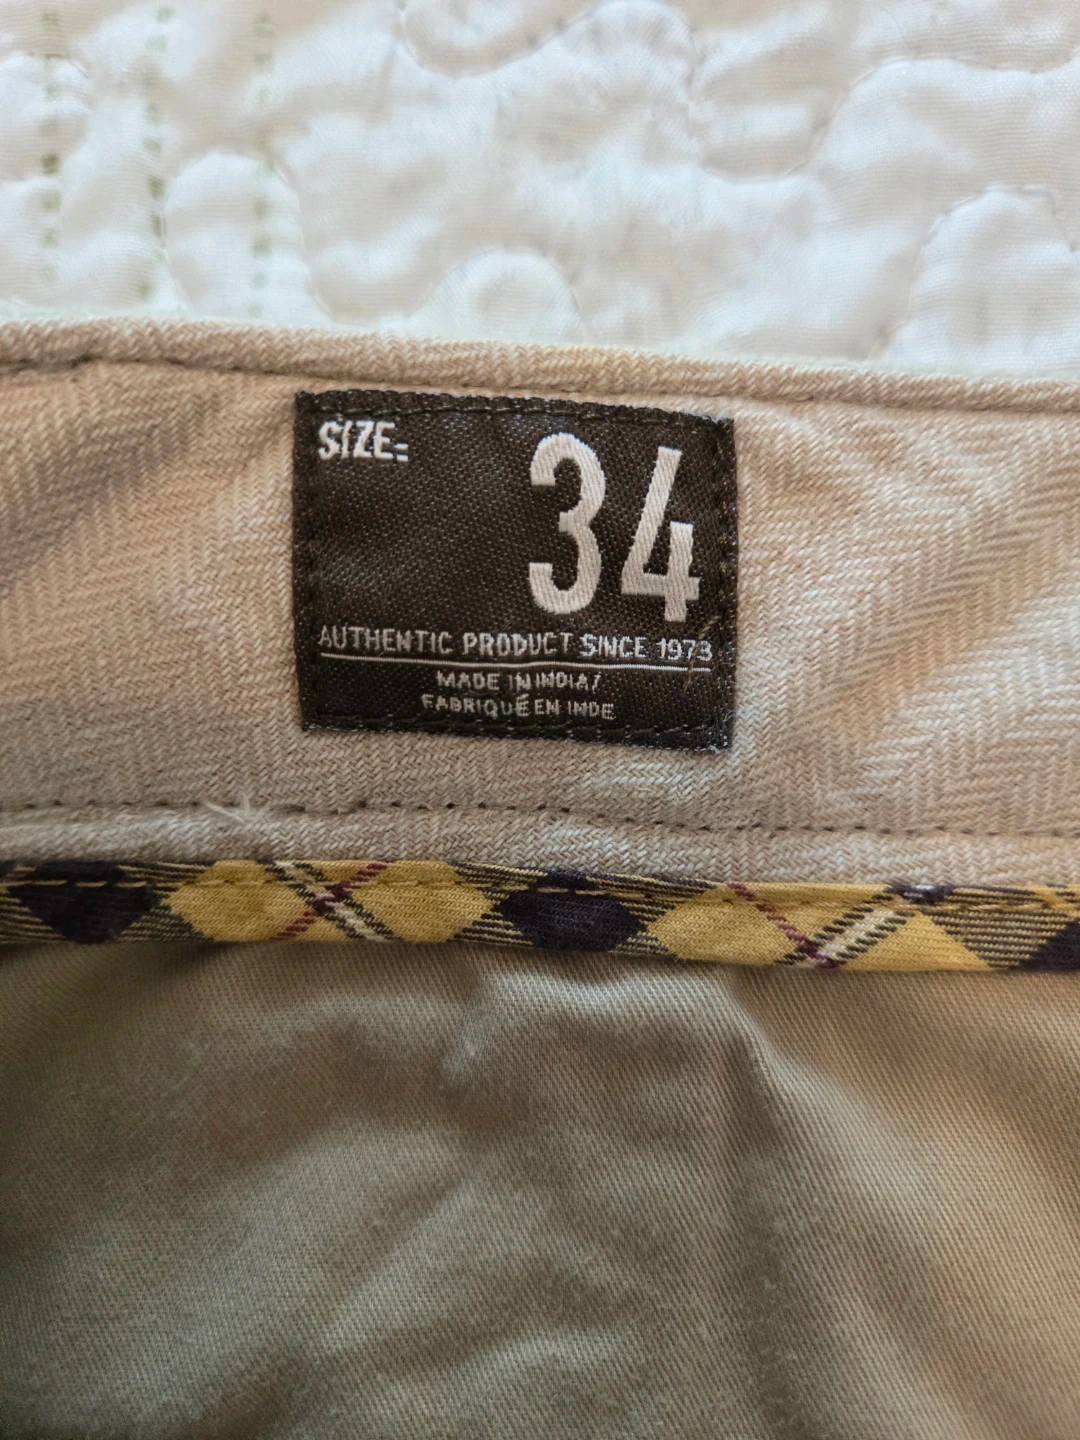 SIZE:
34
AUTHENTIC PRODUCT SINCE 1973
MADE IN INDIA/
FABRIQUÉ EN INDE